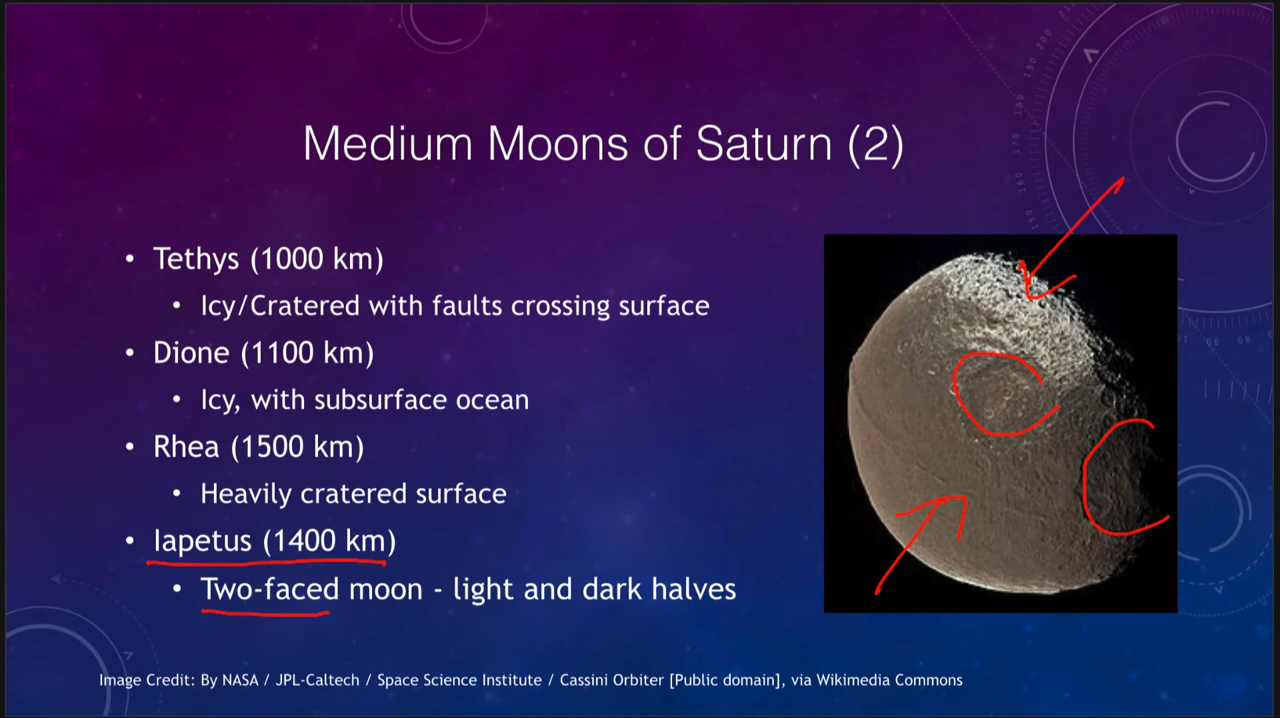 Medium Moons of Saturn (2)
• Tethys (1000 km)
• Icy/Cratered with faults crossing surface
• Dione (1100 km)
• Icy, with subsurface ocean
• Rhea (1500 km)
• Heavily cratered surface
• Iapetus (1400 km)
• Two-faced moon - light and dark halves
Image Credit: By NASA / JPL-Caltech / Space Science Institute / Cassini Orbiter [Public domain], via Wikimedia Commons